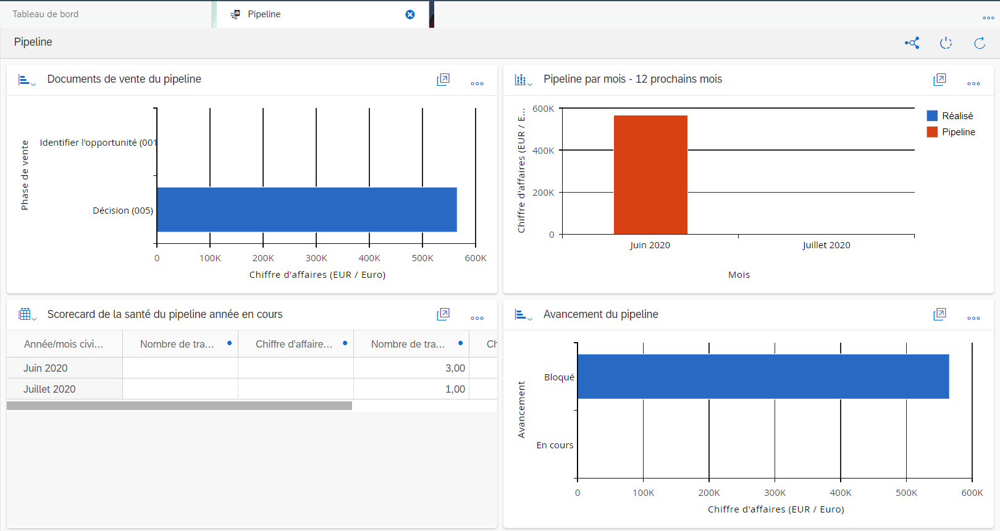 Tableau de bord
Pipeline
Pipeline
Documents de vente du pipeline
Phase de vente
Identifier l'opportunité (001
Décision (005)
0 100K 200K 300K 400K 500K 600K
Chiffre d'affaires (EUR / Euro)
Pipeline par mois - 12 prochains mois
Chiffre d'affaires (EUR / E...
600K
400K
200K
0
Juin 2020 Juillet 2020
Mois
Réalisé
Pipeline
Scorecard de la santé du pipeline année en cours
Année/mois civi... Nombre de tra... Chiffre d'affaire... Nombre de tra... Ch
Juin 2020 3,00
Juillet 2020 1,00
Avancement du pipeline
Avancement
Bloqué
En cours
0 100K 200K 300K 400K 500K 600K
Chiffre d'affaires (EUR / Euro)